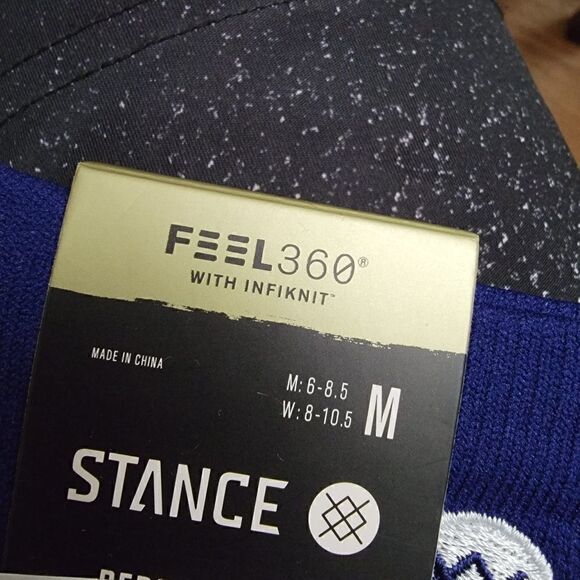 FEEL360®
WITH INFIKNIT™
MADE IN CHINA
M: 6-8.5
W: 8-10.5
M
STANCE